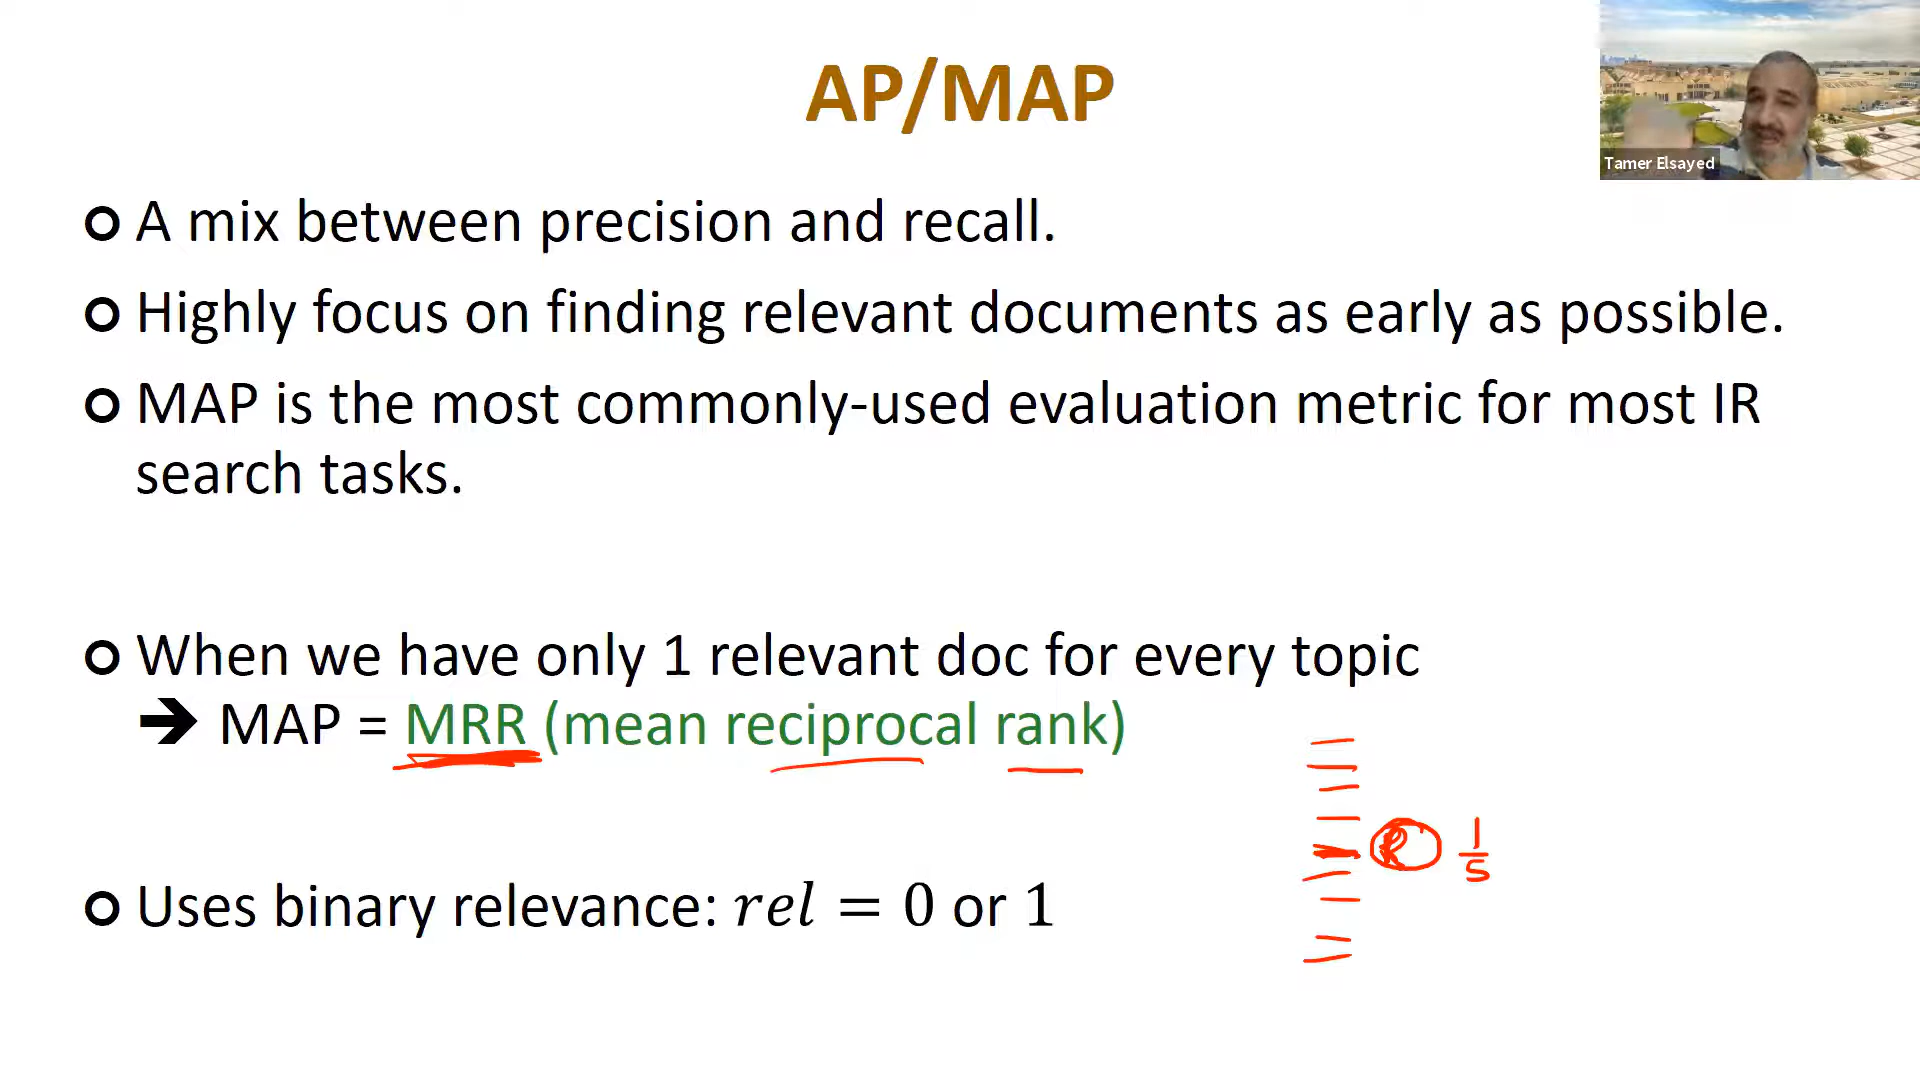 AP/MAP
Tamer Elsayed
A mix between precision and recall.
Highly focus on finding relevant documents as early as possible.
MAP is the most commonly-used evaluation metric for most IR
search tasks.
When we have only 1 relevant doc for every topic
➔ MAP = MRR (mean reciprocal rank)
R 1/5
Uses binary relevance: rel = 0 or 1